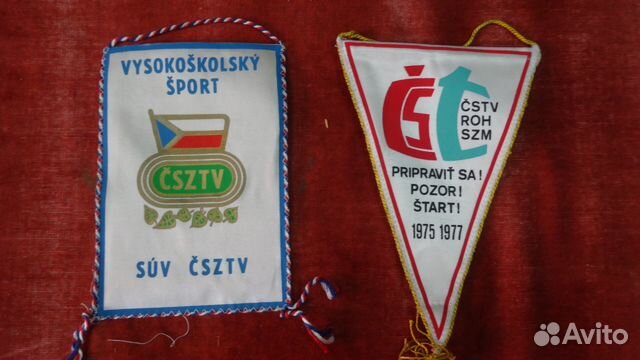 VYSOKOŠKOLSKÝ
ŠPORT
ČSZTV
SÚV ČSZTV
ČST
ČSTV
ROH
SZM
PRIPRAVIŤ SA!
POZOR!
ŠTART!
1975 1977
Avito